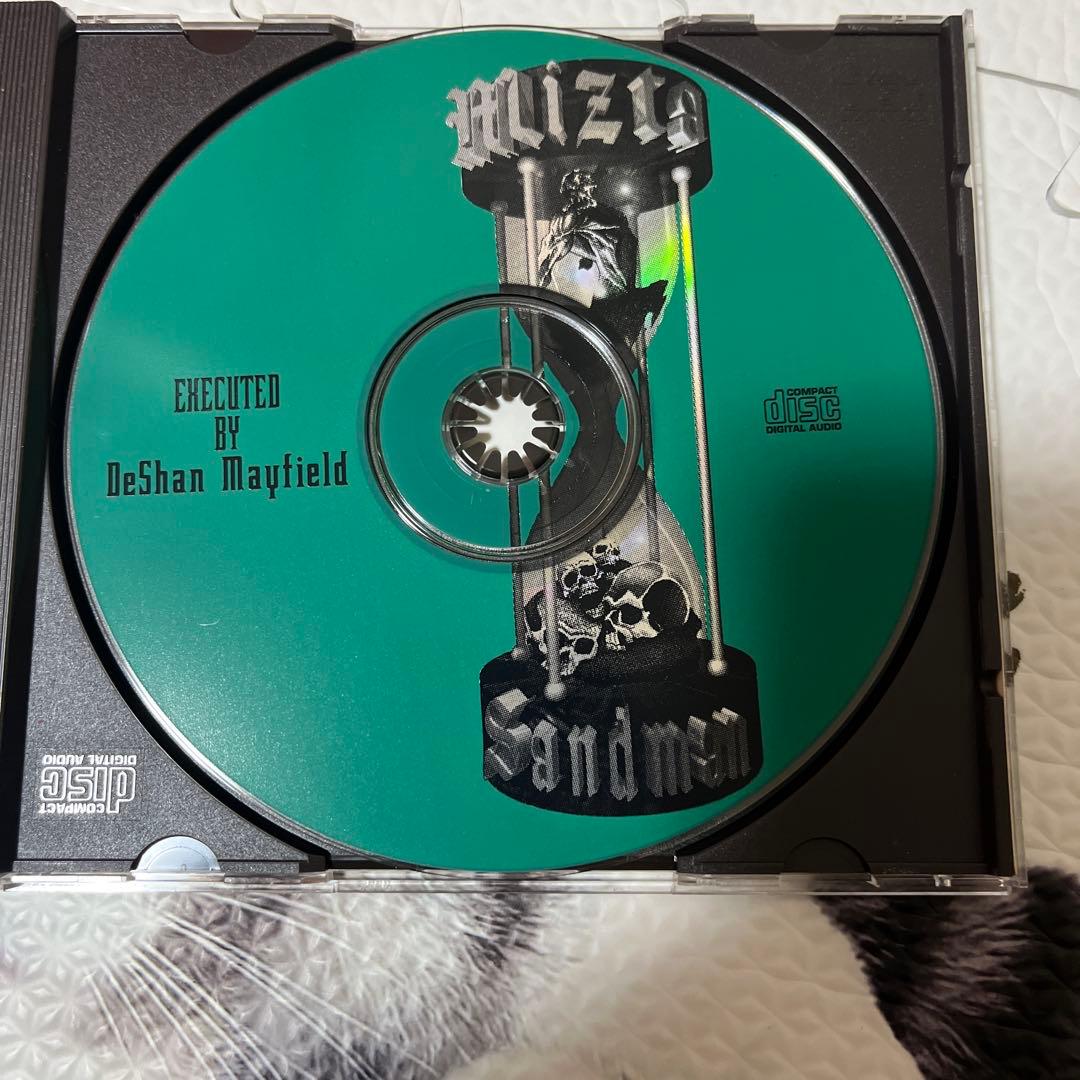 Mizta
EXECUTED
BY
DeShan Mayfield
COMPACT
disc
DIGITAL AUDIO
Sandman
COMPACT
disc
DIGITAL AUDIO